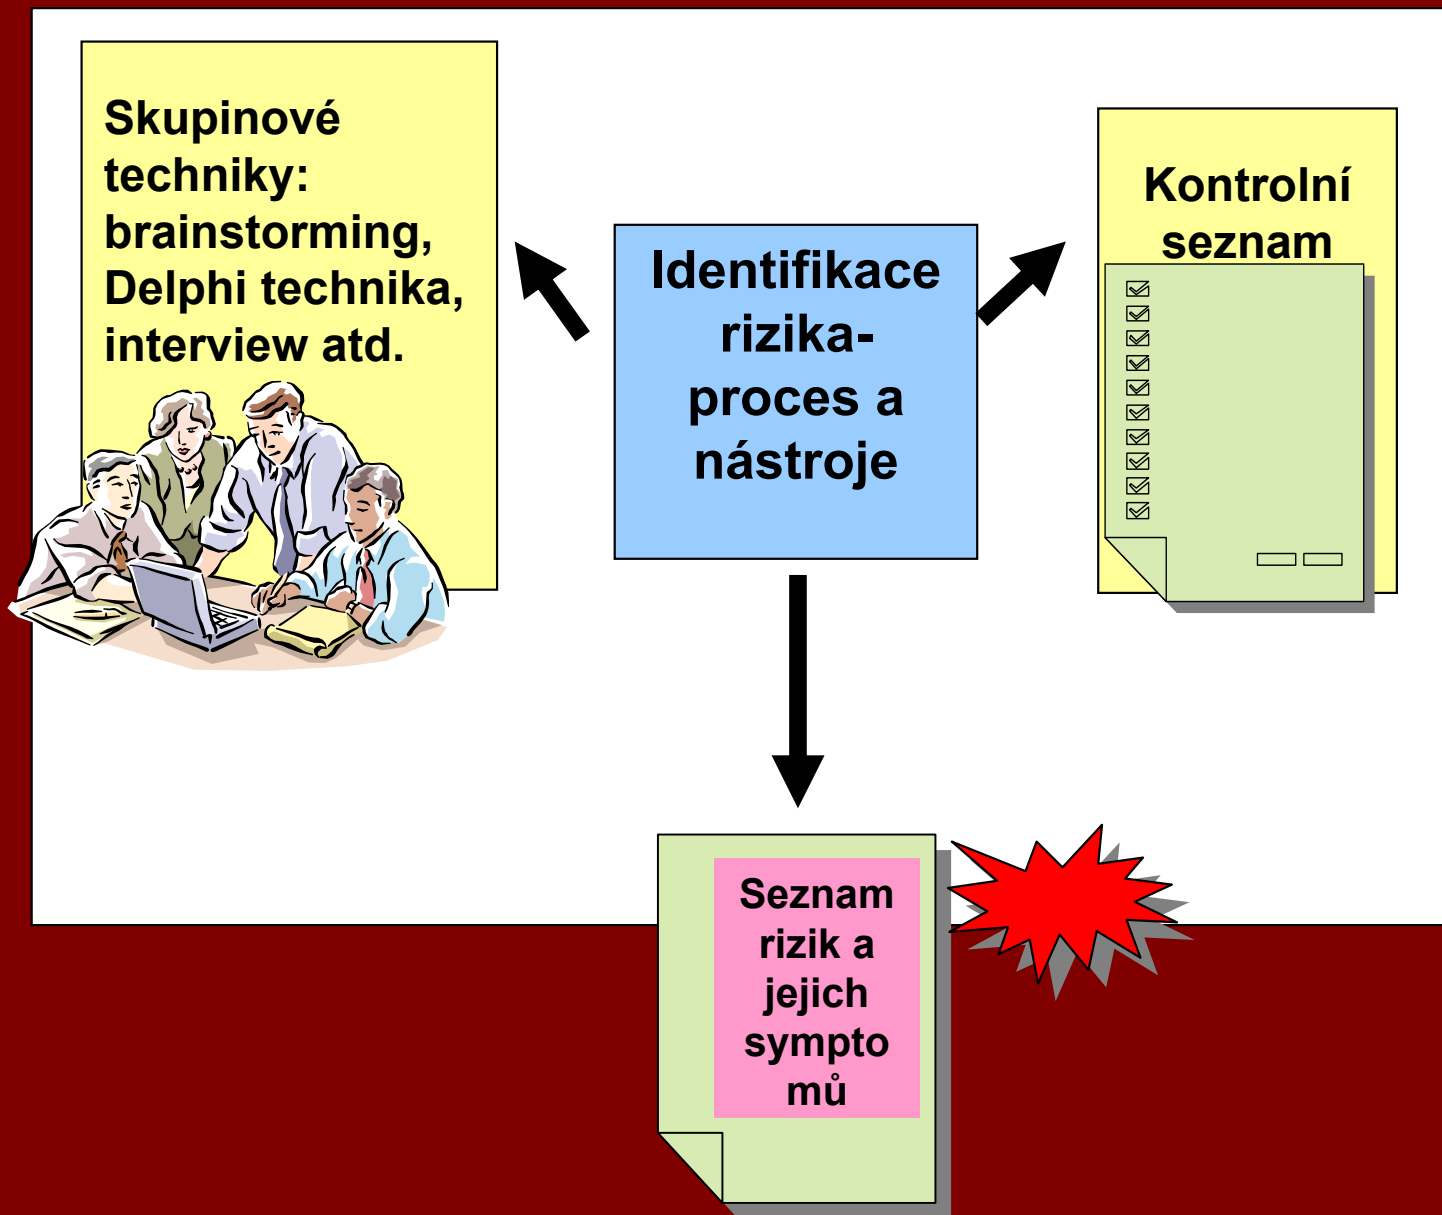 Skupinové
techniky:
brainstorming,
Delphi technika,
interview atd.
Identifikace
rizika-
proces a
nástroje
Kontrolní
seznam
Seznam
rizik a
jejich
sympto
mů